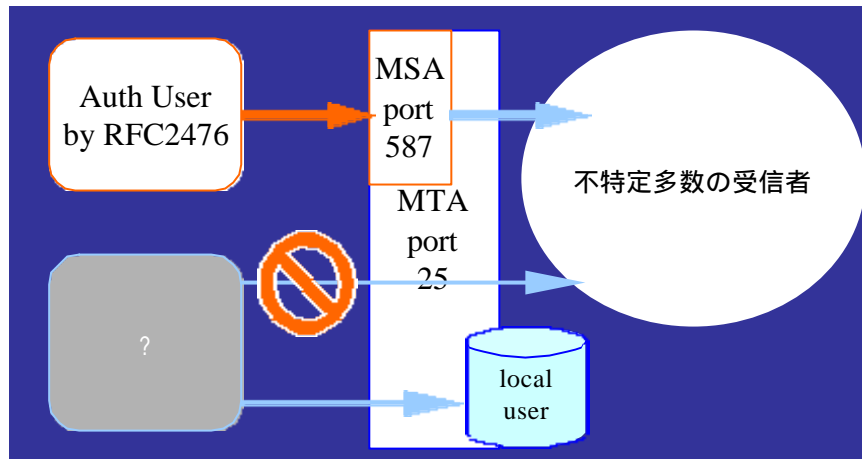 Auth User
by RFC2476
MSA
port
587
MTA
port
25
不特定多数の受信者
?
local
user